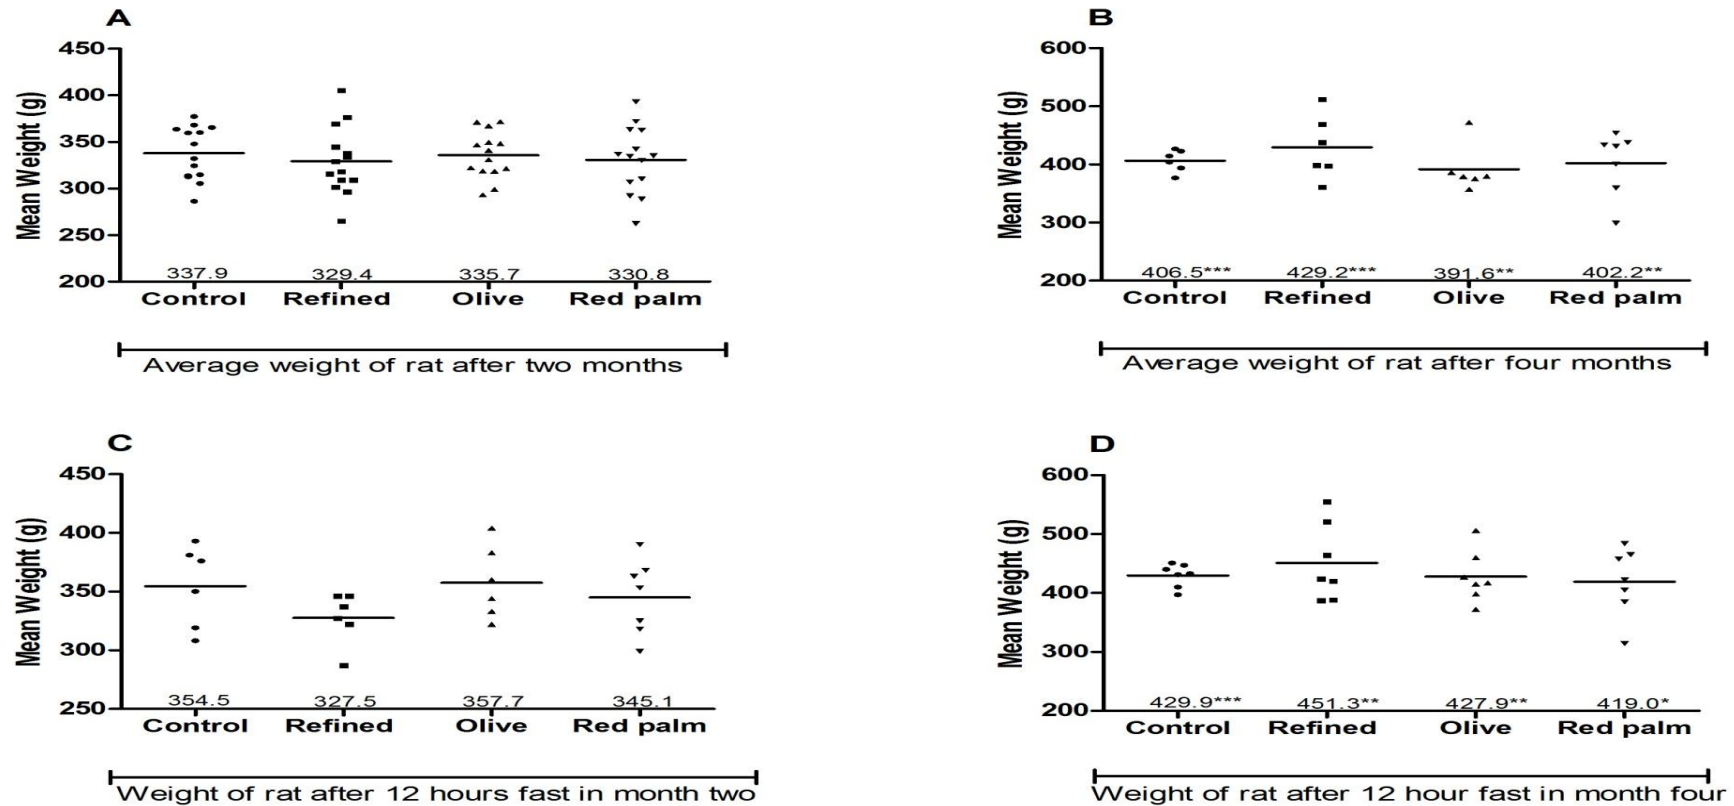 A
Mean Weight (g)
450
400
350
300
250
200
337.9 329.4 335.7 330.8
Control Refined Olive Red palm
Average weight of rat after two months
B
Mean Weight (g)
600
500
400
300
200
406.5*** 429.2*** 391.6** 402.2**
Control Refined Olive Red palm
Average weight of rat after four months
C
Mean Weight (g)
450
400
350
300
250
354.5 327.5 357.7 345.1
Control Refined Olive Red palm
Weight of rat after 12 hours fast in month two
D
Mean Weight (g)
600
500
400
300
200
429.9*** 451.3** 427.9** 419.0*
Control Refined Olive Red palm
Weight of rat after 12 hour fast in month four